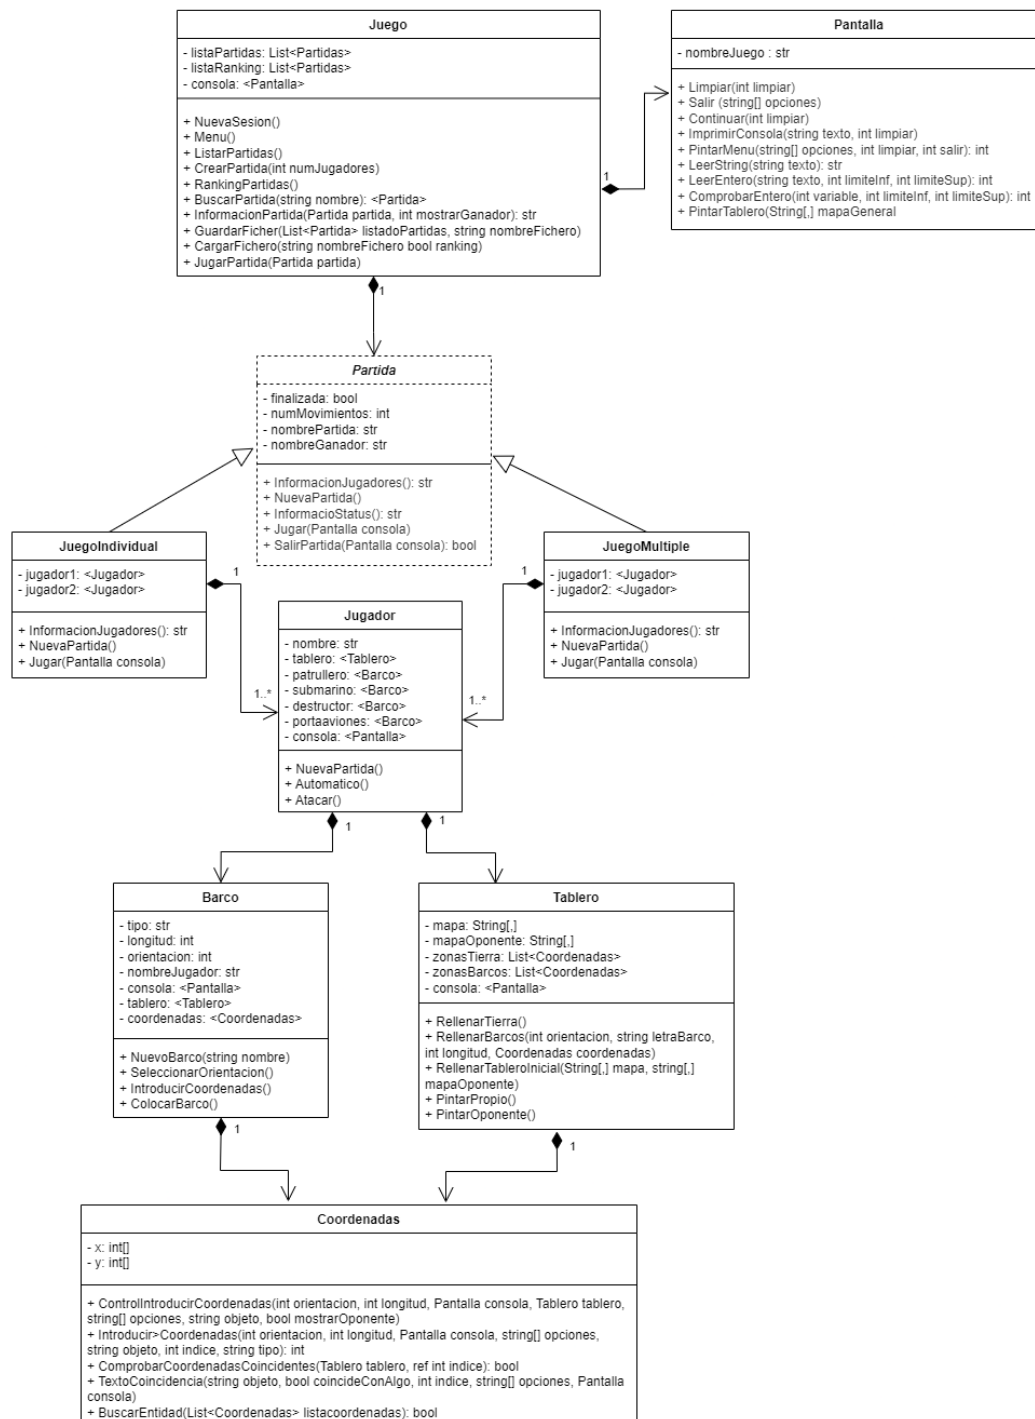 Juego
- listaPartidas: List<Partidas>
- listaRanking: List<Partidas>
- consola: <Pantalla>
+ NuevaSesion()
+ Menu()
+ ListarPartidas()
+ CrearPartida(int numJugadores)
+ RankingPartidas()
+ BuscarPartida(string nombre): <Partida>
+ InformacionPartida(Partida partida, int mostrarGanador): str
+ GuardarFicher(List<Partida> listadoPartidas, string nombreFichero)
+ CargarFichero(string nombreFichero bool ranking)
+ JugarPartida(Partida partida)
1
1
Pantalla
- nombreJuego : str
+ Limpiar(int limpiar)
+ Salir (string[] opciones)
+ Continuar(int limpiar)
+ ImprimirConsola(string texto, int limpiar)
+ PintarMenu(string[] opciones, int limpiar, int salir): int
+ LeerString(string texto): str
+ LeerEntero(string texto, int limiteInf, int limiteSup): int
+ ComprobarEntero(int variable, int limiteInf, int limiteSup): int
+ PintarTablero(String[,] mapaGeneral
Partida
- finalizada: bool
- numMovimientos: int
- nombrePartida: str
- nombreGanador: str
+ InformacionJugadores(): str
+ NuevaPartida()
+ InformacioStatus(): str
+ Jugar(Pantalla consola)
+ SalirPartida(Pantalla consola): bool
JuegoIndividual
- jugador1: <Jugador>
- jugador2: <Jugador>
+ InformacionJugadores(): str
+ NuevaPartida()
+ Jugar(Pantalla consola)
1
1..*
JuegoMultiple
- jugador1: <Jugador>
- jugador2: <Jugador>
+ InformacionJugadores(): str
+ NuevaPartida()
+ Jugar(Pantalla consola)
1
1..*
Jugador
- nombre: str
- tablero: <Tablero>
- patrullero: <Barco>
- submarino: <Barco>
- destructor: <Barco>
- portaaviones: <Barco>
- consola: <Pantalla>
+ NuevaPartida()
+ Automatico()
+ Atacar()
1
1
Barco
- tipo: str
- longitud: int
- orientacion: int
- nombreJugador: str
- consola: <Pantalla>
- tablero: <Tablero>
- coordenadas: <Coordenadas>
+ NuevoBarco(string nombre)
+ SeleccionarOrientacion()
+ IntroducirCoordenadas()
+ ColocarBarco()
1
Tablero
- mapa: String[,]
- mapaOponente: String[,]
- zonasTierra: List<Coordenadas>
- zonasBarcos: List<Coordenadas>
- consola: <Pantalla>
+ RellenarTierra()
+ RellenarBarcos(int orientacion, string letraBarco,
int longitud, Coordenadas coordenadas)
+ RellenarTableroInicial(String[,] mapa, string[,]
mapaOponente)
+ PintarPropio()
+ PintarOponente()
1
Coordenadas
- x: int[]
- y: int[]
+ ControlIntroducirCoordenadas(int orientacion, int longitud, Pantalla consola, Tablero tablero,
string[] opciones, string objeto, bool mostrarOponente)
+ Introducir>Coordenadas(int orientacion, int longitud, Pantalla consola, string[] opciones,
string objeto, int indice, string tipo): int
+ ComprobarCoordenadasCoincidentes(Tablero tablero, ref int indice): bool
+ TextoCoincidencia(string objeto, bool coincideConAlgo, int indice, string[] opciones, Pantalla
consola)
+ BuscarEntidad(List<Coordenadas> listacoordenadas): bool